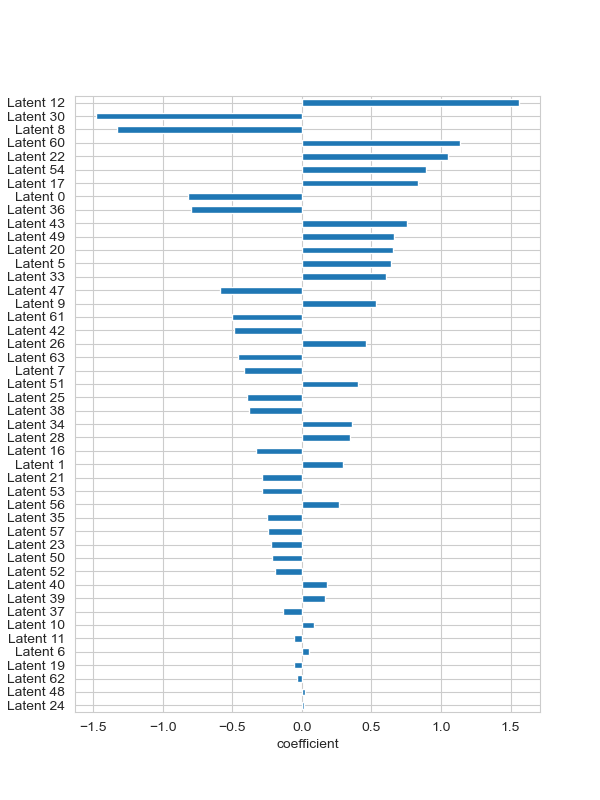 Latent 12
Latent 30
Latent 8
Latent 60
Latent 22
Latent 54
Latent 17
Latent 0
Latent 36
Latent 43
Latent 49
Latent 20
Latent 5
Latent 33
Latent 47
Latent 9
Latent 61
Latent 42
Latent 26
Latent 63
Latent 7
Latent 51
Latent 25
Latent 38
Latent 34
Latent 28
Latent 16
Latent 1
Latent 21
Latent 53
Latent 56
Latent 35
Latent 57
Latent 23
Latent 50
Latent 52
Latent 40
Latent 39
Latent 37
Latent 10
Latent 11
Latent 6
Latent 19
Latent 62
Latent 48
Latent 24
−1.5 −1.0 −0.5 0.0 0.5 1.0 1.5
coefficient